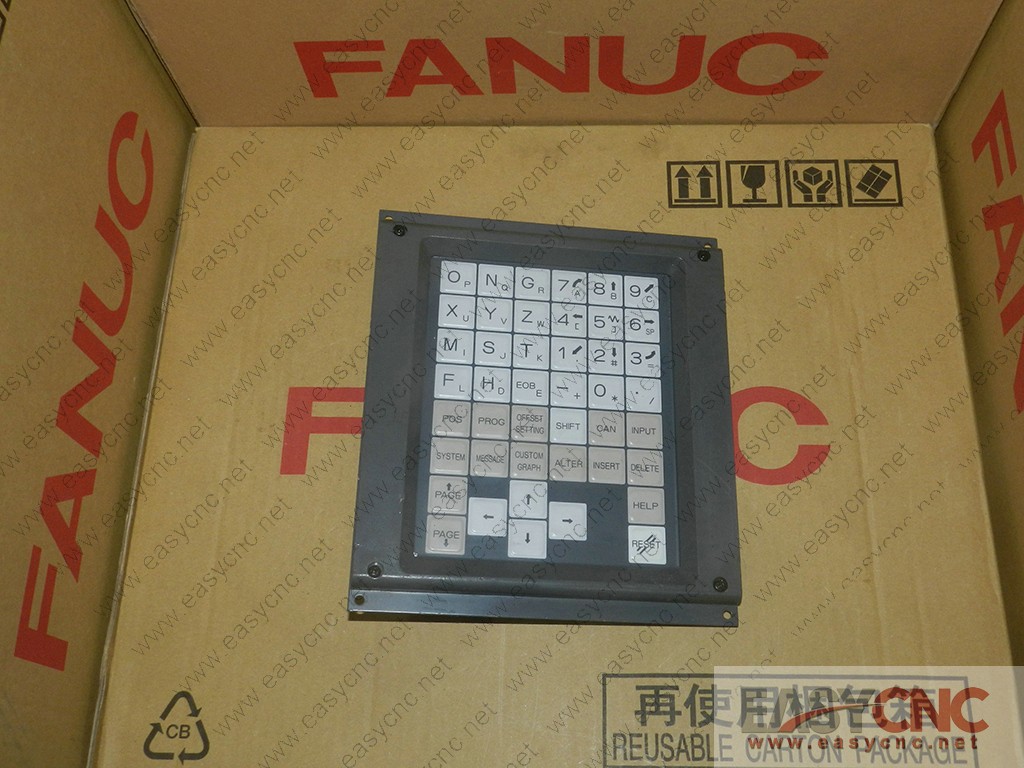 FANUC
FANUC
FANUC
FANUC
O P N Q G R 7 A 8 B 9 C
X U Y V Z W 4 [ 5 ] 6 SP
M I S J T K 1 , 2 # 3 =
F L H D EOB E - + 0 * . /
POS PROG OFFSET SETTING SHIFT CAN INPUT
SYSTEM MESSAGE CUSTOM GRAPH ALTER INSERT DELETE
↑ PAGE ↑ HELP
← →
PAGE ↓ ↓ RESET
CB
再使用梱包箱
REUSABLE CARTON PACKAGE
CNC
www.easycnc.net